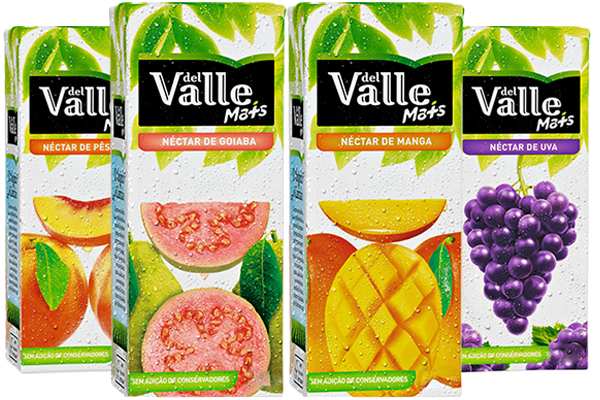 del
Valle
Mais
NÉCTAR DE PÊS
del
Valle
Mais
NÉCTAR DE GOIABA
SEM ADIÇÃO DE CONSERVADORES
del
Valle
Mais
NÉCTAR DE MANGA
SEM ADIÇÃO DE CONSERVADORES
del
Valle
Mais
NÉCTAR DE UVA
SEM ADIÇÃO DE CONSERVADORES